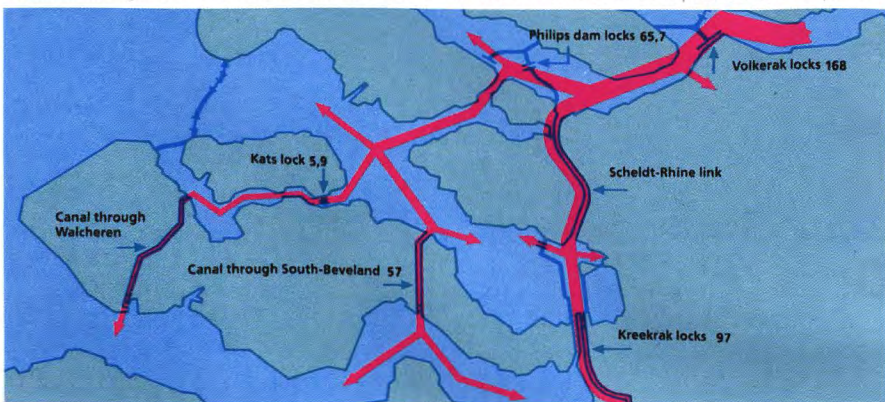 Philips dam locks 65,7
Volkerak locks 168
Kats lock 5,9
Scheldt-Rhine link
Canal through
Walcheren
Canal through South-Beveland 57
Kreekrak locks 97